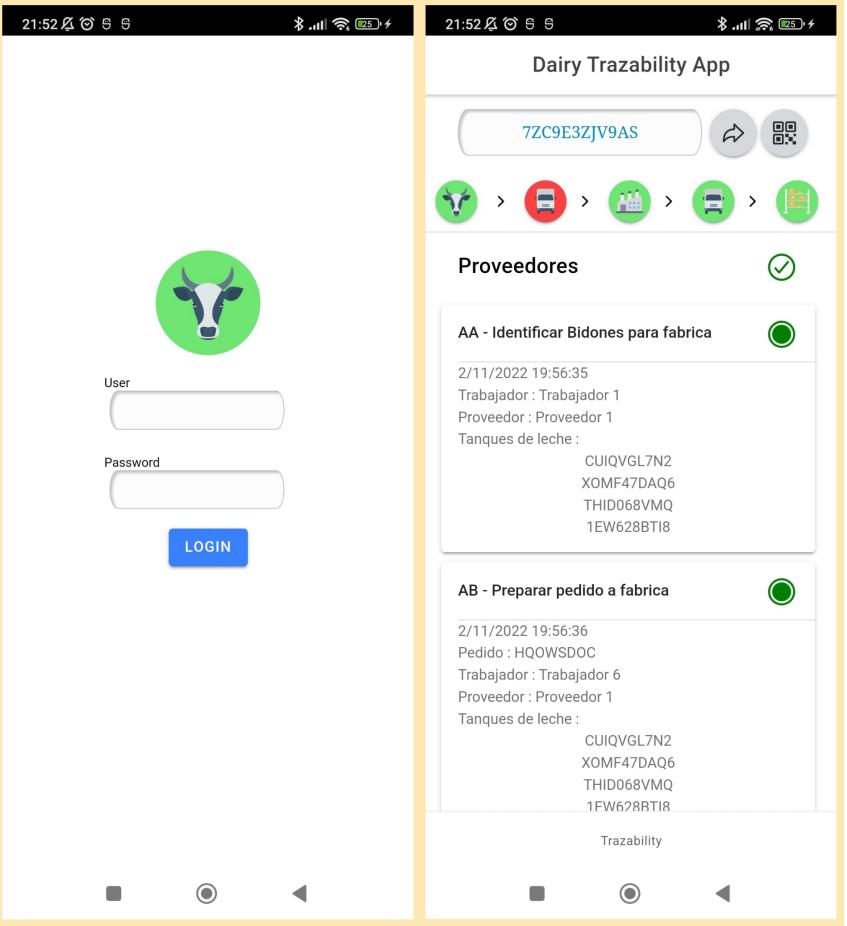 21:52
25
User
Password
LOGIN
21:52
25
Dairy Trazability App
7ZC9E3ZJV9AS
Proveedores
AA - Identificar Bidones para fabrica
2/11/2022 19:56:35
Trabajador : Trabajador 1
Proveedor : Proveedor 1
Tanques de leche :
CUIQVGL7N2
XOMF47DAQ6
THID068VMQ
1EW628BTI8
AB - Preparar pedido a fabrica
2/11/2022 19:56:36
Pedido : HQOWSDOC
Trabajador : Trabajador 6
Proveedor : Proveedor 1
Tanques de leche :
CUIQVGL7N2
XOMF47DAQ6
THID068VMQ
1EW628BTI8
Trazability